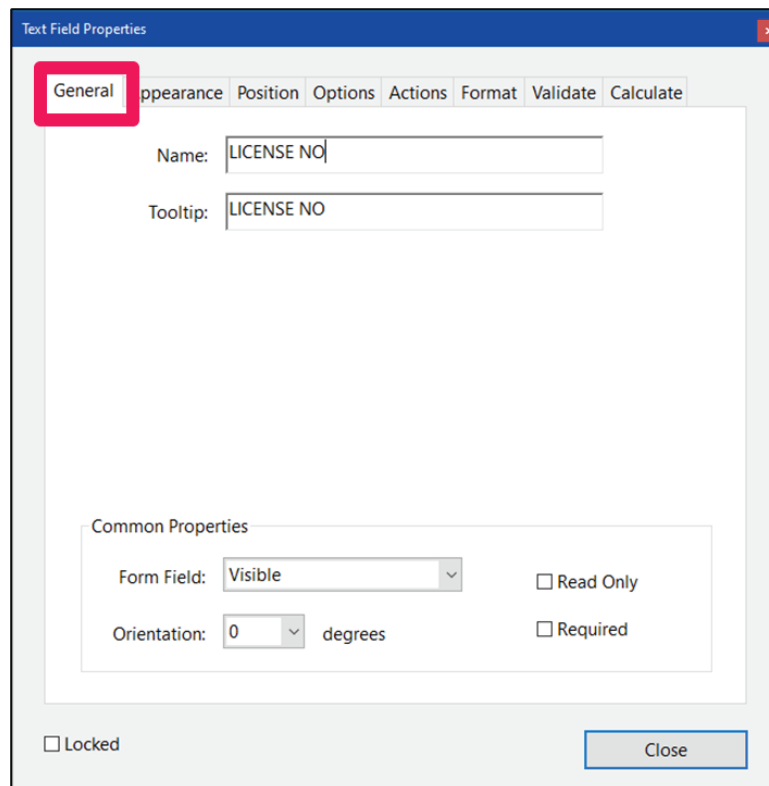 Text Field Properties
General Appearance Position Options Actions Format Validate Calculate
Name: LICENSE NO
Tooltip: LICENSE NO
Common Properties
Form Field: Visible
Read Only
Orientation: 0 degrees
Required
Locked
Close